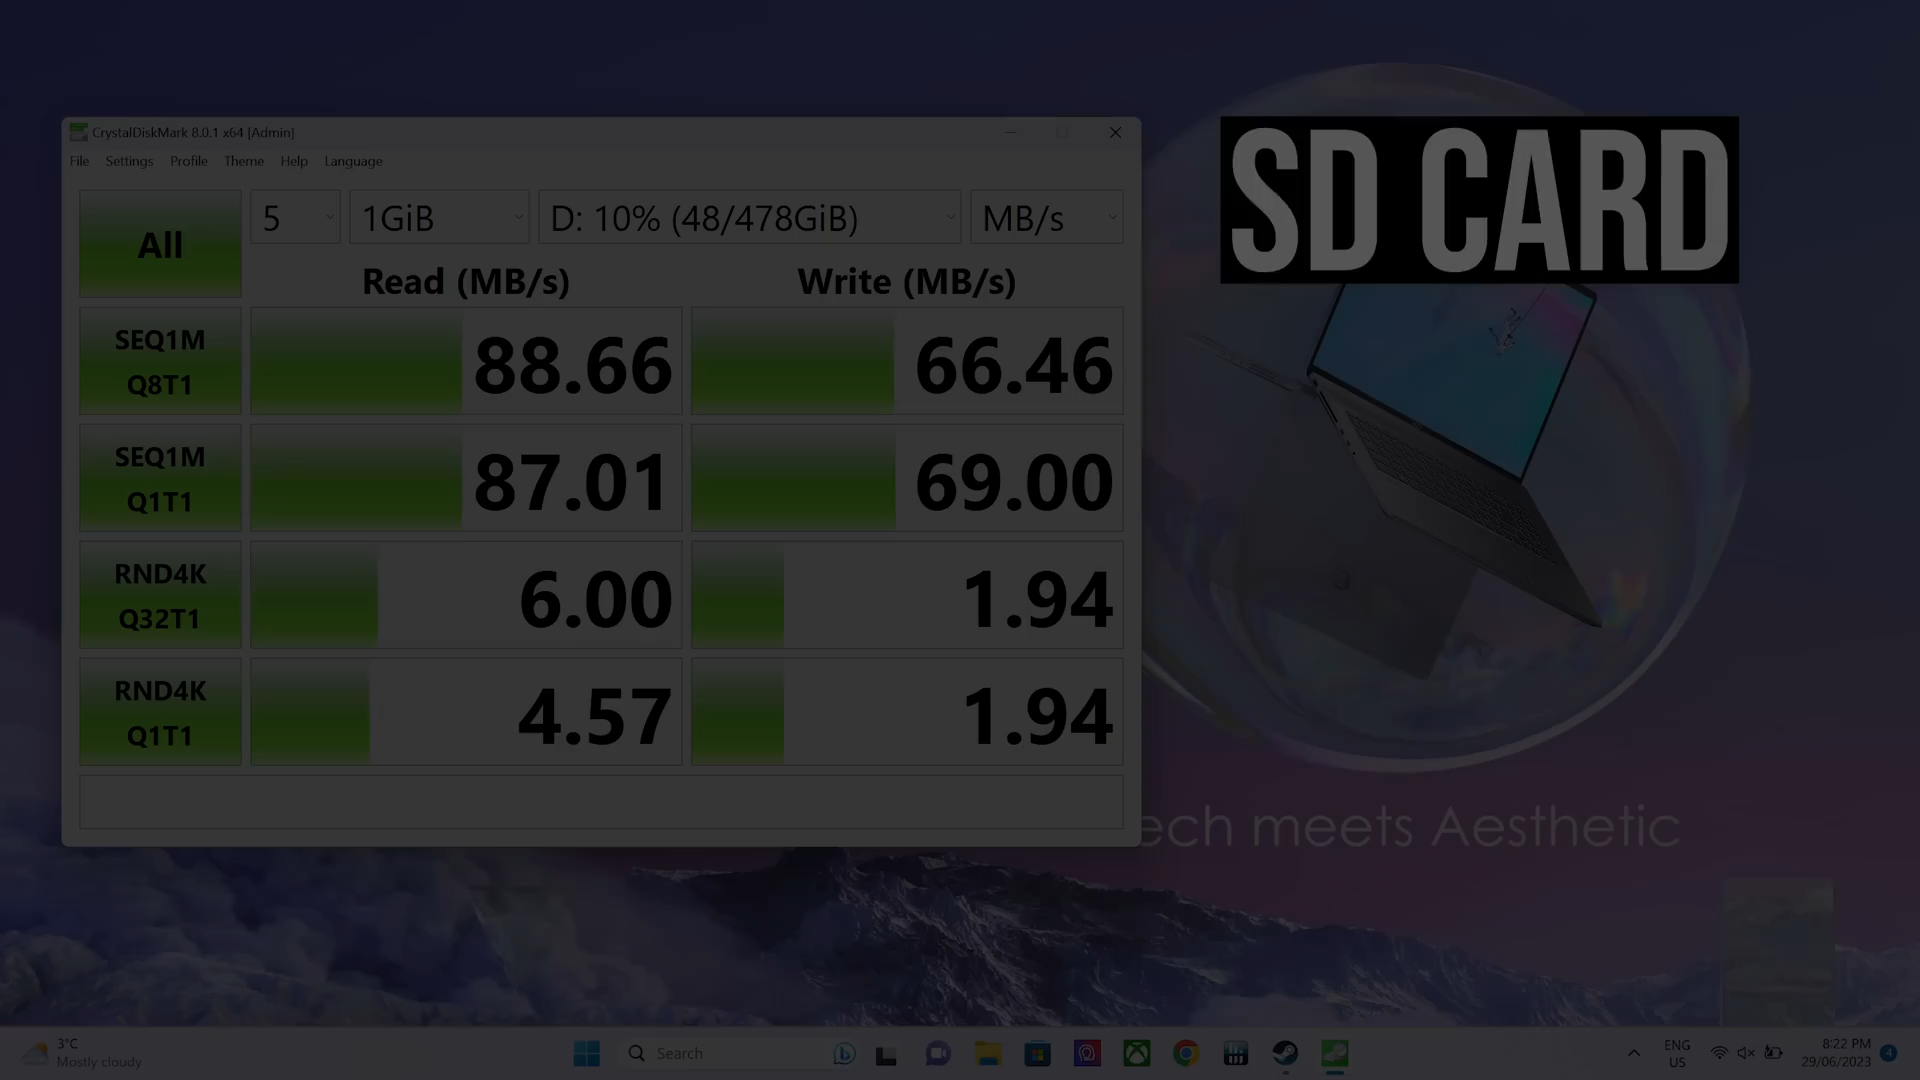 CrystalDiskMark 8.0.1 x64 [Admin]
File Settings Profile Theme Help Language
SD CARD
All
5
1GiB
D: 10% (48/478GiB)
MB/s
Read (MB/s)
Write (MB/s)
SEQ1M
Q8T1
88.66
66.46
SEQ1M
Q1T1
87.01
69.00
RND4K
Q32T1
6.00
1.94
RND4K
Q1T1
4.57
1.94
ech meets Aesthetic
3°C
Mostly cloudy
Search
ENG
US
8:22 PM
29/06/2023
4